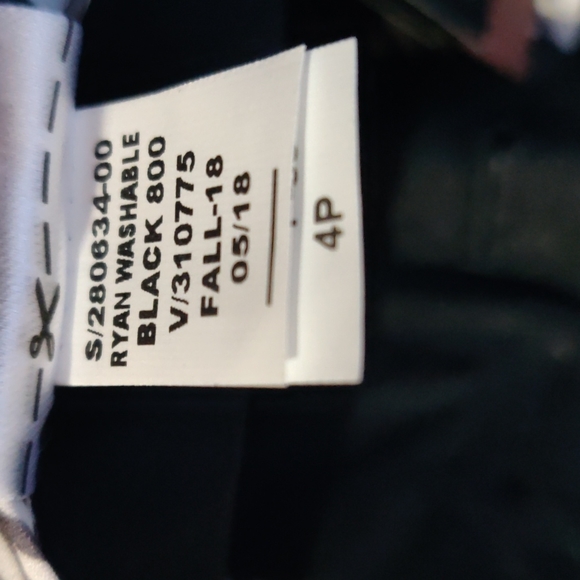 S/280634-00
RYAN WASHABLE
BLACK 800
V/310775
FALL-18
05/18
4P